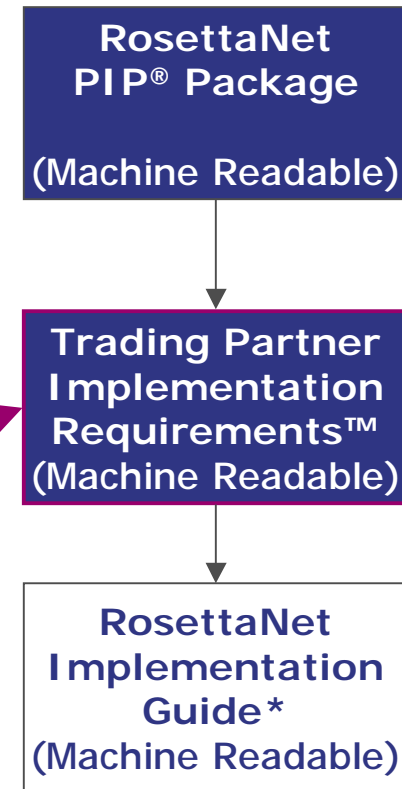 RosettaNet
PIP® Package
(Machine Readable)
Trading Partner
Implementation
Requirements™
(Machine Readable)
RosettaNet
Implementation
Guide*
(Machine Readable)